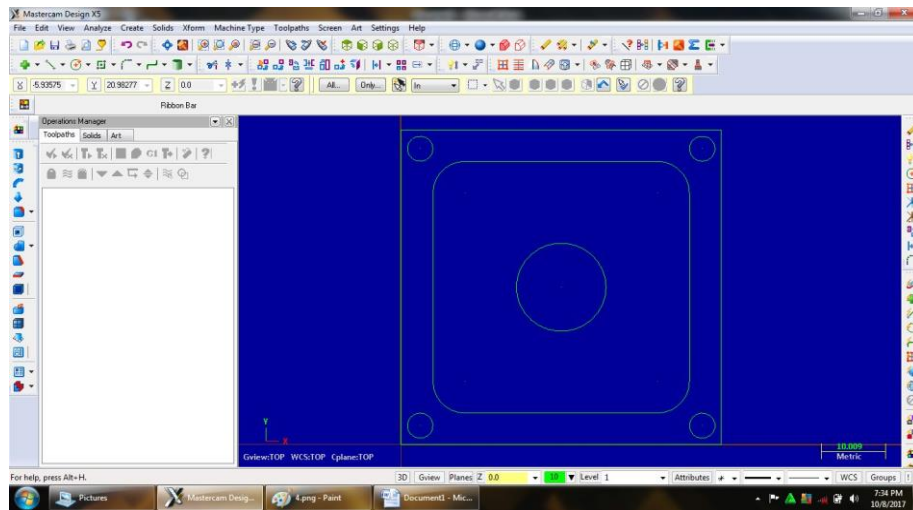 Mastercam Design X5
File Edit View Analyze Create Solids Xform Machine Type Toolpaths Screen Art Settings Help
X -5.93575 Y 20.98277 Z 0.0 All... Only... In
Ribbon Bar
Operations Manager
Toolpaths Solids Art
G1
Y
X
Gview:TOP WCS:TOP Cplane:TOP
10.009
Metric
For help, press Alt+H.
3D Gview Planes Z 0.0 10 Level 1 Attributes WCS Groups
Pictures Mastercam Desig... 4.png - Paint Document1 - Mic...
7:34 PM
10/8/2017